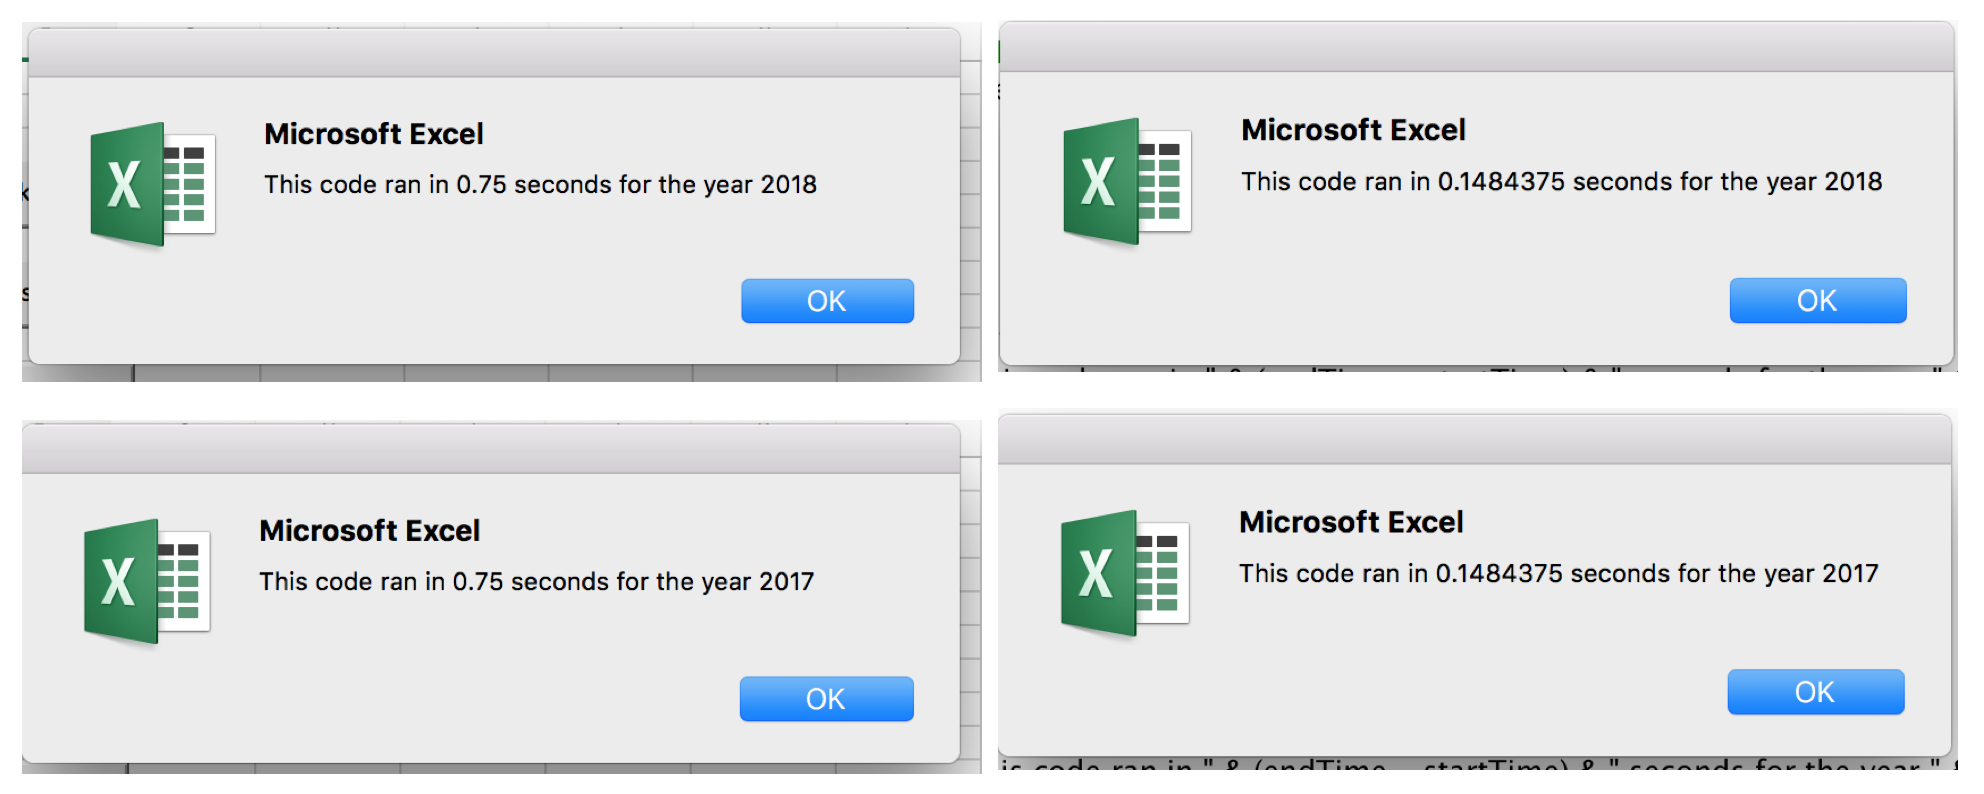 Microsoft Excel
This code ran in 0.75 seconds for the year 2018
OK
Microsoft Excel
This code ran in 0.1484375 seconds for the year 2018
OK
Microsoft Excel
This code ran in 0.75 seconds for the year 2017
OK
Microsoft Excel
This code ran in 0.1484375 seconds for the year 2017
OK
is code ran in " & (endTime - startTime) & " seconds for the year " &